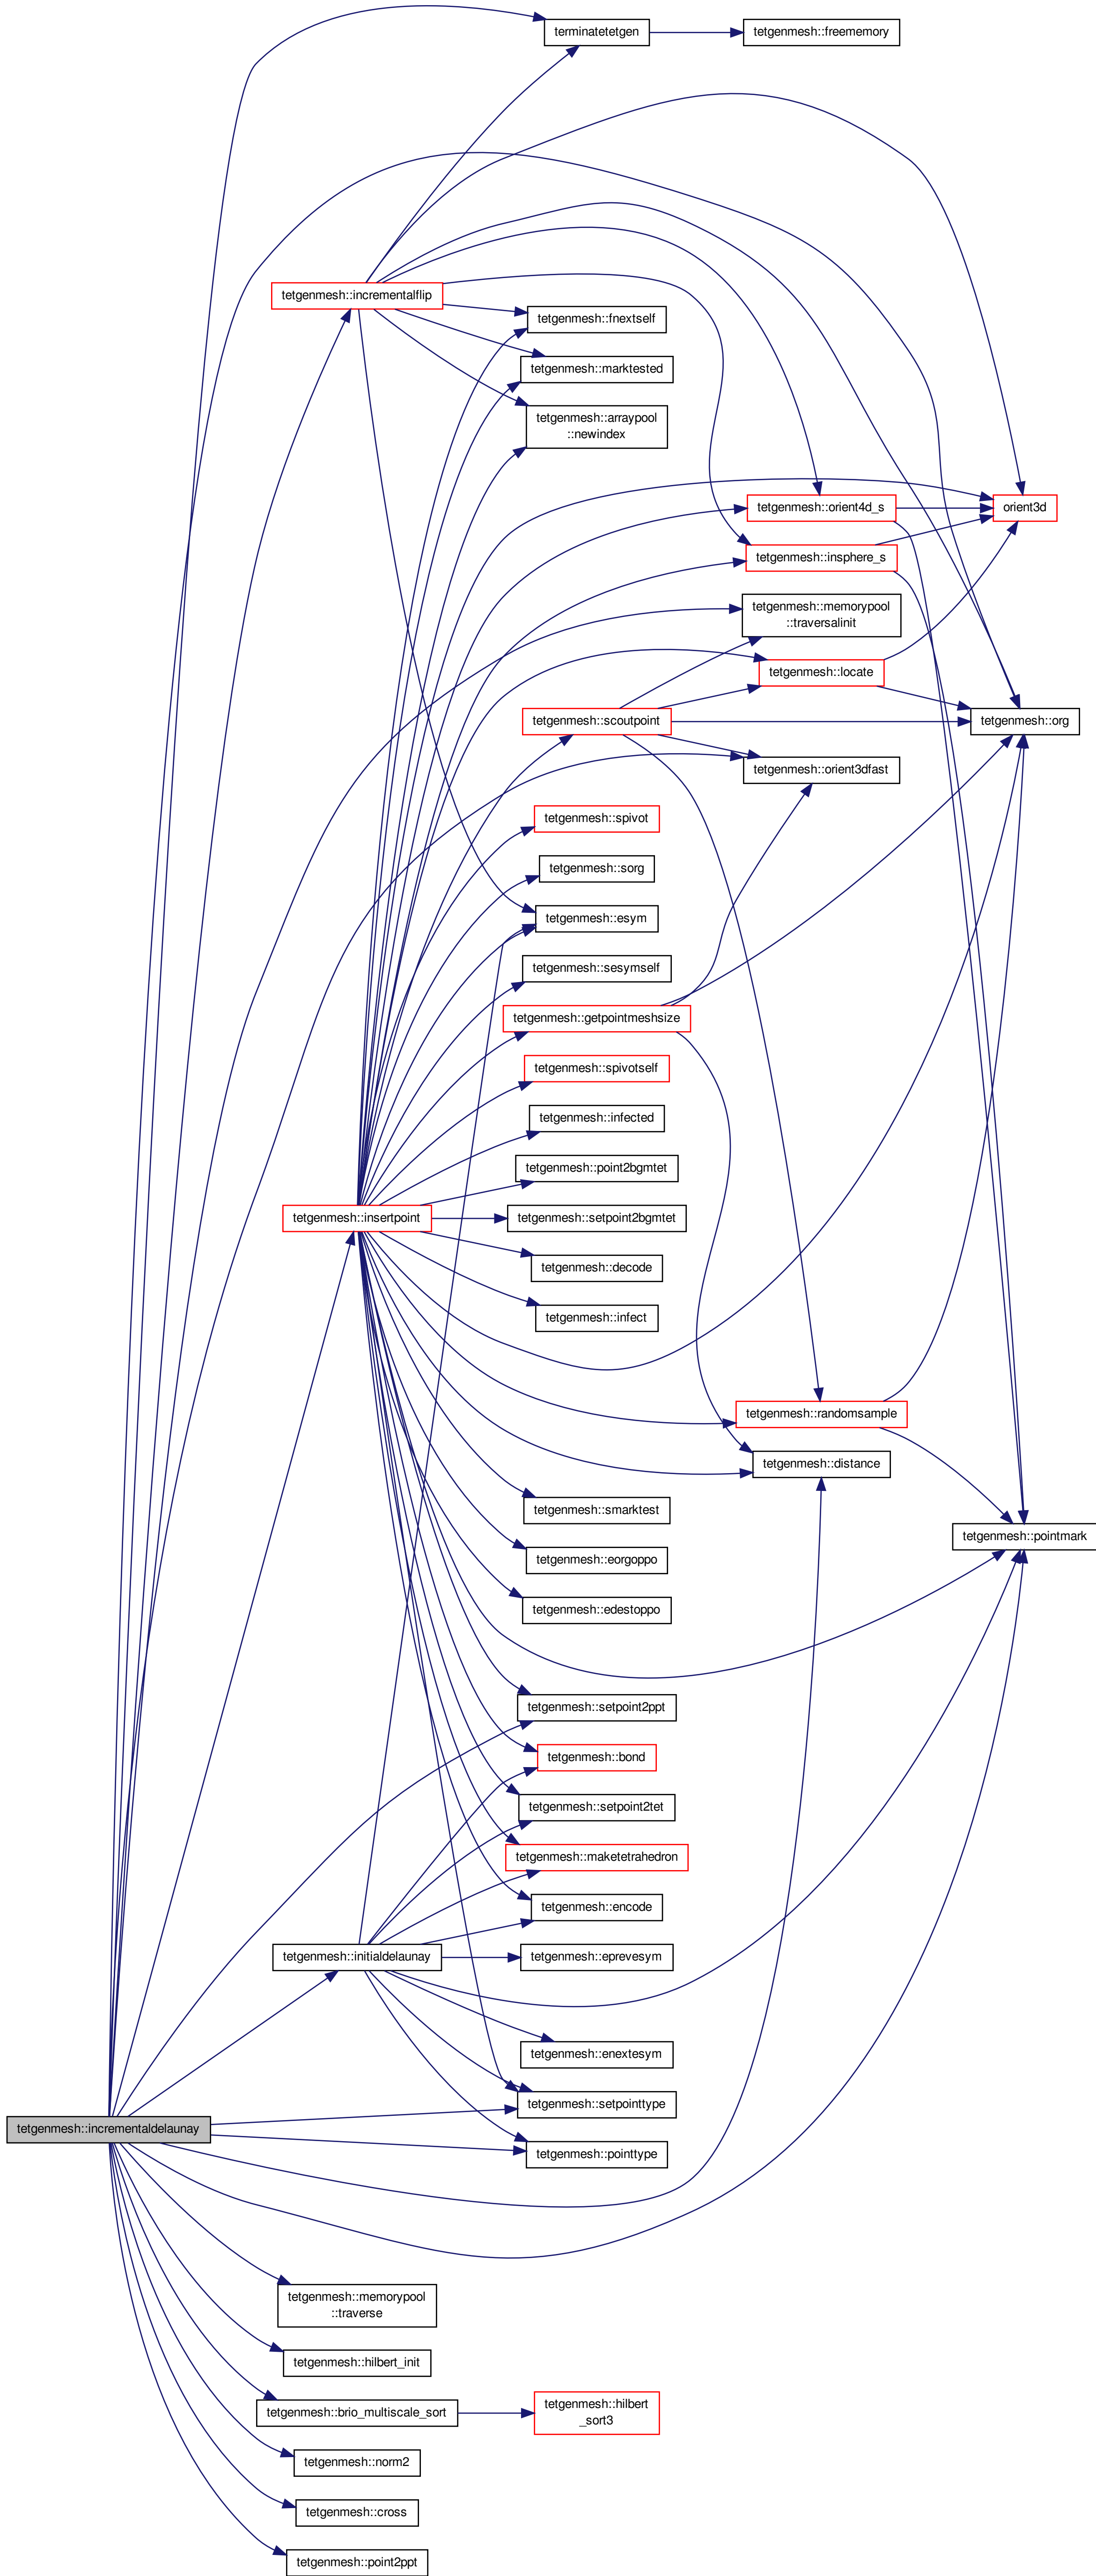 terminatetetgen
tetgenmesh::freememory
tetgenmesh::incrementalflip
tetgenmesh::fnextself
tetgenmesh::marktested
tetgenmesh::arraypool
::newindex
tetgenmesh::orient4d_s
orient3d
tetgenmesh::insphere_s
tetgenmesh::memorypool
::traversalinit
tetgenmesh::locate
tetgenmesh::scoutpoint
tetgenmesh::org
tetgenmesh::orient3dfast
tetgenmesh::spivot
tetgenmesh::sorg
tetgenmesh::esym
tetgenmesh::sesymself
tetgenmesh::getpointmeshsize
tetgenmesh::spivotself
tetgenmesh::infected
tetgenmesh::point2bgmtet
tetgenmesh::insertpoint
tetgenmesh::setpoint2bgmtet
tetgenmesh::decode
tetgenmesh::infect
tetgenmesh::randomsample
tetgenmesh::distance
tetgenmesh::smarktest
tetgenmesh::pointmark
tetgenmesh::eorgoppo
tetgenmesh::edestoppo
tetgenmesh::setpoint2ppt
tetgenmesh::bond
tetgenmesh::setpoint2tet
tetgenmesh::maketetrahedron
tetgenmesh::encode
tetgenmesh::initialdelaunay
tetgenmesh::eprevesym
tetgenmesh::enextesym
tetgenmesh::setpointtype
tetgenmesh::incrementaldelaunay
tetgenmesh::pointtype
tetgenmesh::memorypool
::traverse
tetgenmesh::hilbert_init
tetgenmesh::brio_multiscale_sort
tetgenmesh::hilbert
_sort3
tetgenmesh::norm2
tetgenmesh::cross
tetgenmesh::point2ppt